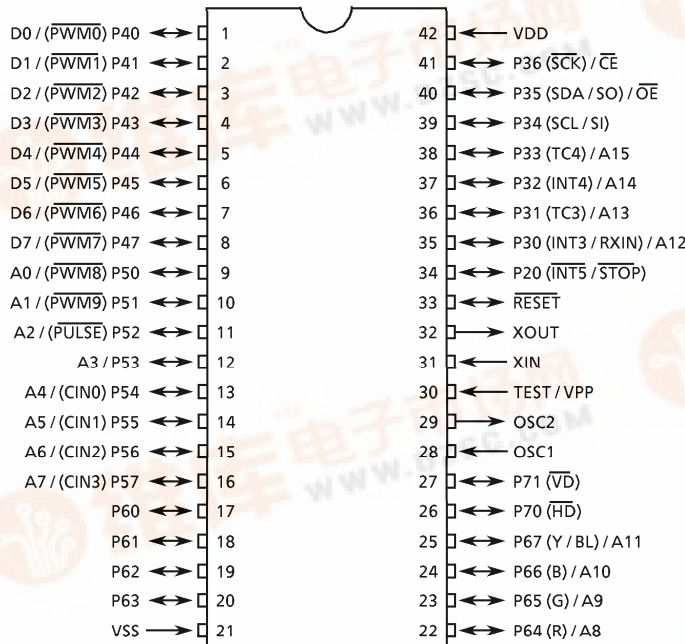 D0 / (PWM0) P40 1 42 VDD
D1 / (PWM1) P41 2 41 P36 (SCK) / CE
D2 / (PWM2) P42 3 40 P35 (SDA / SO) / OE
D3 / (PWM3) P43 4 39 P34 (SCL / SI)
D4 / (PWM4) P44 5 38 P33 (TC4) / A15
D5 / (PWM5) P45 6 37 P32 (INT4) / A14
D6 / (PWM6) P46 7 36 P31 (TC3) / A13
D7 / (PWM7) P47 8 35 P30 (INT3 / RXIN) / A12
A0 / (PWM8) P50 9 34 P20 (INT5 / STOP)
A1 / (PWM9) P51 10 33 RESET
A2 / (PULSE) P52 11 32 XOUT
A3 / P53 12 31 XIN
A4 / (CIN0) P54 13 30 TEST / VPP
A5 / (CIN1) P55 14 29 OSC2
A6 / (CIN2) P56 15 28 OSC1
A7 / (CIN3) P57 16 27 P71 (VD)
P60 17 26 P70 (HD)
P61 18 25 P67 (Y / BL) / A11
P62 19 24 P66 (B) / A10
P63 20 23 P65 (G) / A9
VSS 21 22 P64 (R) / A8